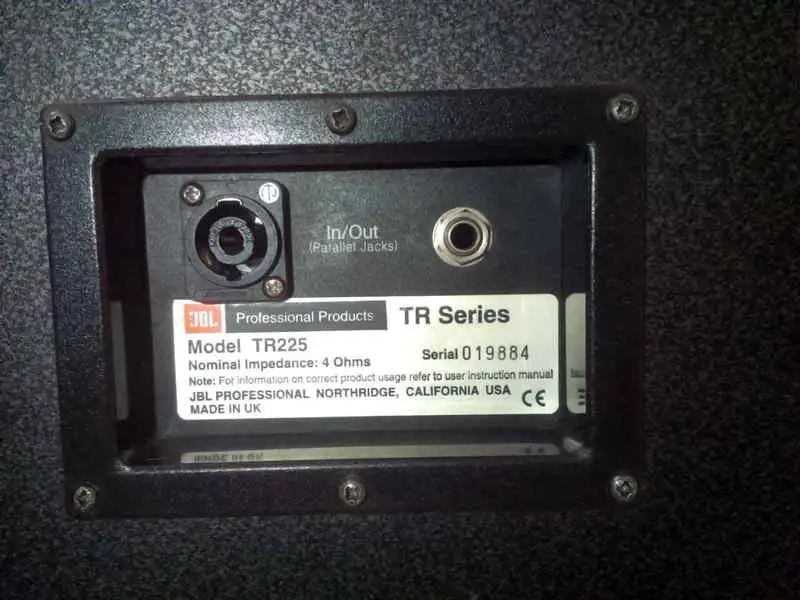 In/Out
(Parallel Jacks)
JBL Professional Products TR Series
Model TR225
Serial 019884
Nominal Impedance: 4 Ohms
Note: For information on correct product usage refer to user instruction manual
JBL PROFESSIONAL NORTHRIDGE, CALIFORNIA USA
MADE IN UK
CE